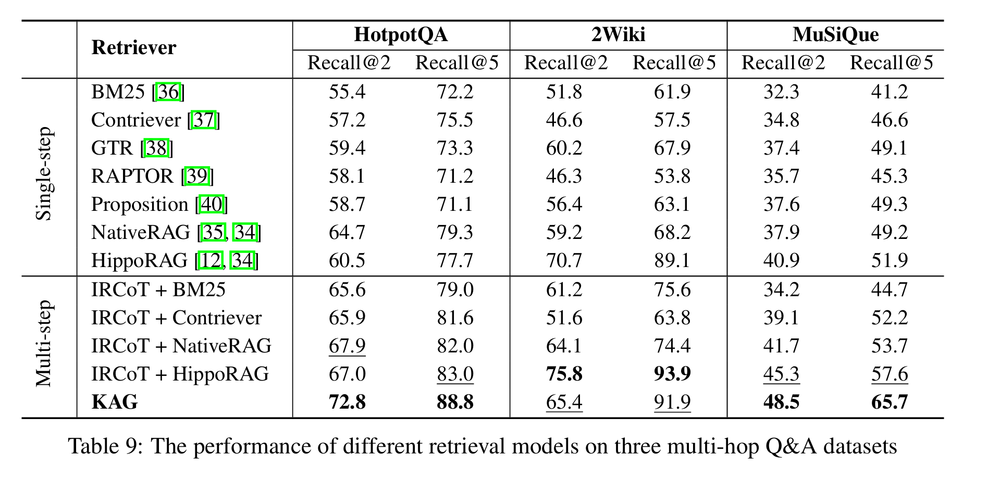 Retriever HotpotQA 2Wiki MuSiQue
Recall@2 Recall@5 Recall@2 Recall@5 Recall@2 Recall@5
Single-step
BM25 [36] 55.4 72.2 51.8 61.9 32.3 41.2
Contriever [37] 57.2 75.5 46.6 57.5 34.8 46.6
GTR [38] 59.4 73.3 60.2 67.9 37.4 49.1
RAPTOR [39] 58.1 71.2 46.3 53.8 35.7 45.3
Proposition [40] 58.7 71.1 56.4 63.1 37.6 49.3
NativeRAG [35, 34] 64.7 79.3 59.2 68.2 37.9 49.2
HippoRAG [12, 34] 60.5 77.7 70.7 89.1 40.9 51.9
Multi-step
IRCoT + BM25 65.6 79.0 61.2 75.6 34.2 44.7
IRCoT + Contriever 65.9 81.6 51.6 63.8 39.1 52.2
IRCoT + NativeRAG 67.9 82.0 64.1 74.4 41.7 53.7
IRCoT + HippoRAG 67.0 83.0 75.8 93.9 45.3 57.6
KAG 72.8 88.8 65.4 91.9 48.5 65.7
Table 9: The performance of different retrieval models on three multi-hop Q&A datasets